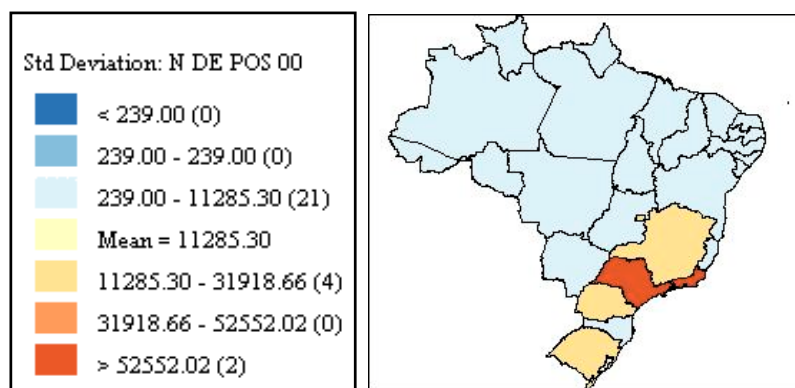 Std Deviation: N DE POS 00
< 239.00 (0)
239.00 - 239.00 (0)
239.00 - 11285.30 (21)
Mean = 11285.30
11285.30 - 31918.66 (4)
31918.66 - 52552.02 (0)
> 52552.02 (2)